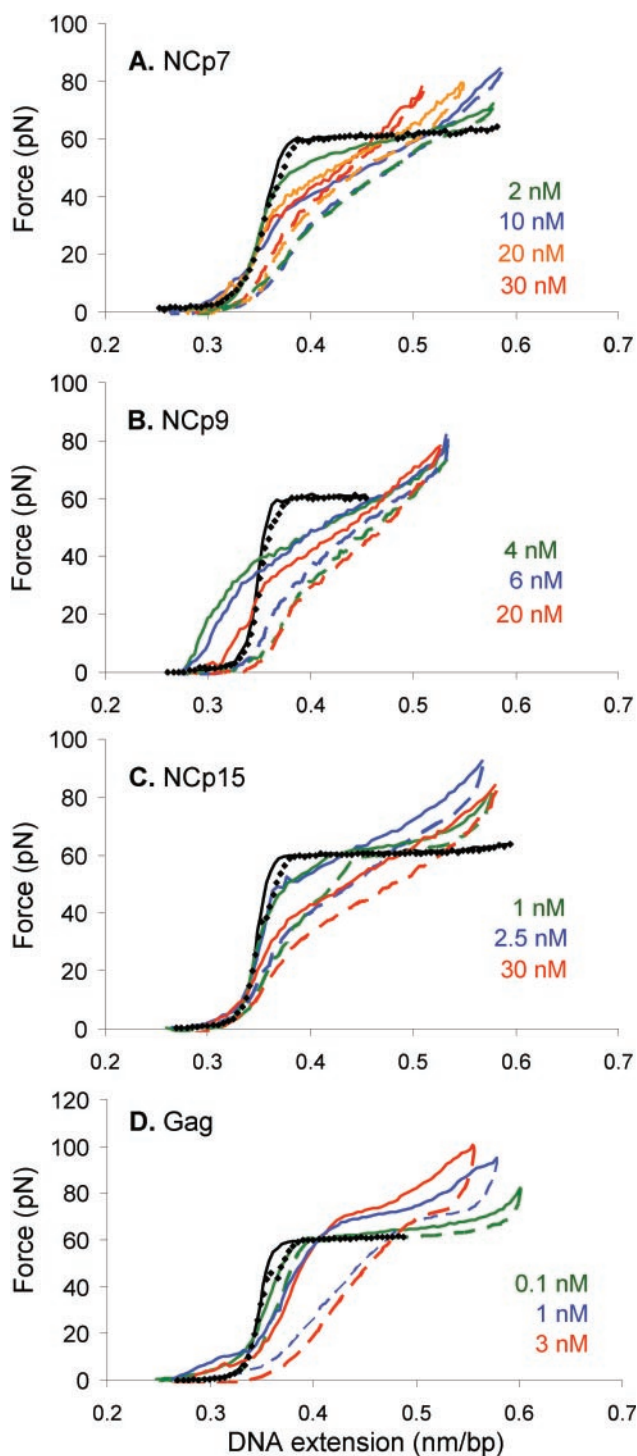 A. NCp7
100
80
60
40
20
0
Force (pN)
2 nM
10 nM
20 nM
30 nM
0.2 0.3 0.4 0.5 0.6 0.7
B. NCp9
100
80
60
40
20
0
Force (pN)
4 nM
6 nM
20 nM
0.2 0.3 0.4 0.5 0.6 0.7
C. NCp15
100
80
60
40
20
0
Force (pN)
1 nM
2.5 nM
30 nM
0.2 0.3 0.4 0.5 0.6 0.7
D. Gag
120
100
80
60
40
20
0
Force (pN)
0.1 nM
1 nM
3 nM
0.2 0.3 0.4 0.5 0.6 0.7
DNA extension (nm/bp)